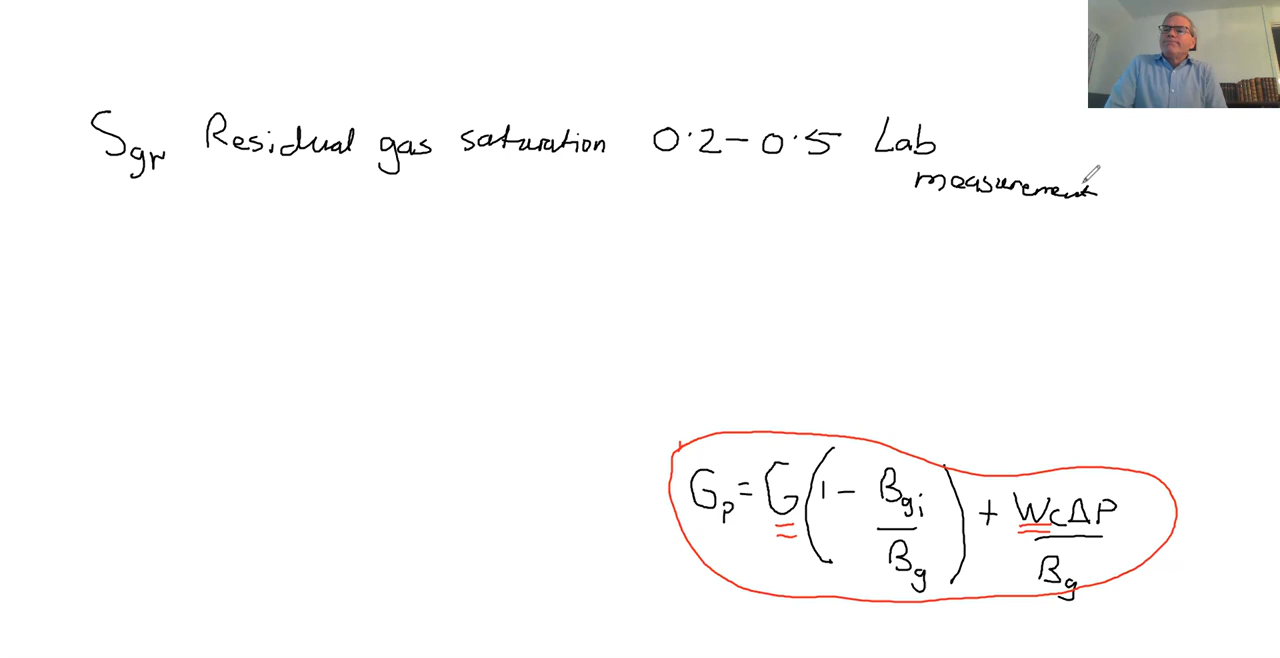 Sgr Residual gas saturation 0.2-0.5 Lab
measurement
Gp = G (1 - Bgi/Bg) + WcΔP/Bg